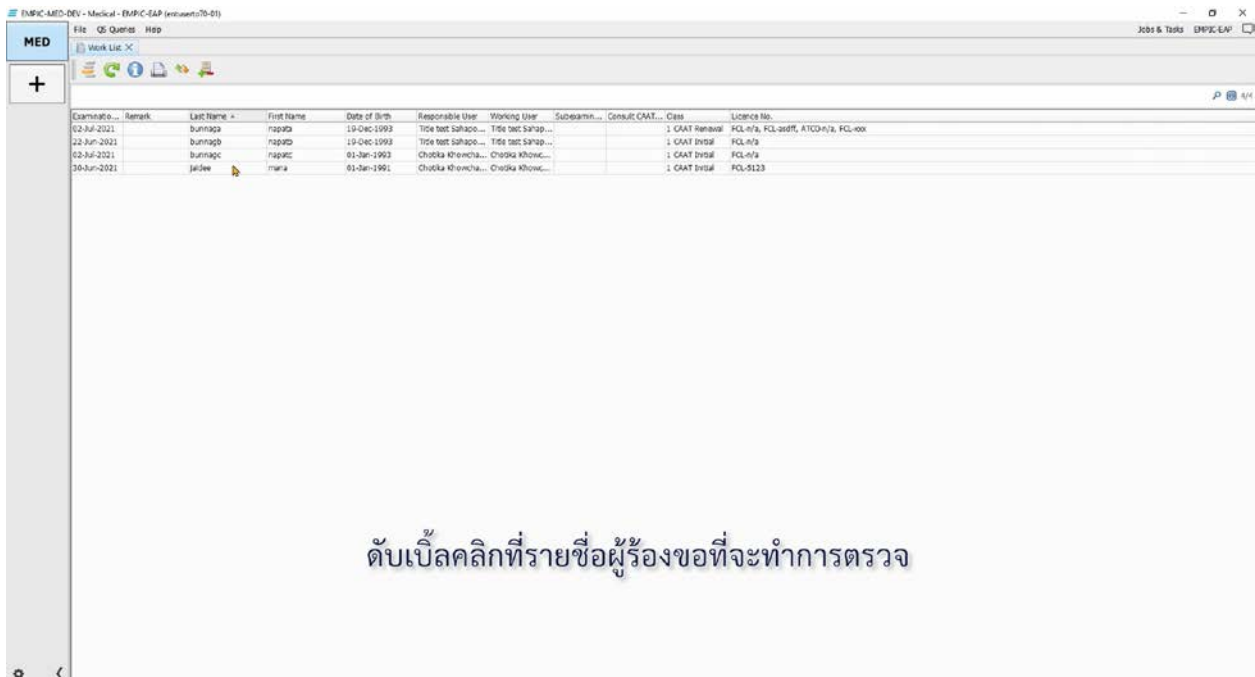 EMPIC-MED-DEV - Medical - EMPIC-EAP (entuserto70-01)
File QS Queries Help Jobs & Tasks EMPIC-EAP
MED
Work List
4/4
Examinatio... Remark Last Name First Name Date of Birth Responsible User Working User Subexamin... Consult CAAT... Class Licence No.
02-Jul-2021 bunnaga napata 19-Dec-1993 Title test Sahapo... Title test Sahap... 1 CAAT Renewal FCL-n/a, FCL-asdff, ATCO-n/a, FCL-xxx
22-Jun-2021 bunnagb napatb 19-Dec-1993 Title test Sahapo... Title test Sahap... 1 CAAT Initial FCL-n/a
02-Jul-2021 bunnagc napatc 01-Jan-1993 Chotika Khowcha... Chotika Khowc... 1 CAAT Initial FCL-n/a
30-Jun-2021 Jaidee mana 01-Jan-1991 Chotika Khowcha... Chotika Khowc... 1 CAAT Initial FCL-5123
ดับเบิ้ลคลิกที่รายชื่อผู้ร้องขอที่จะทำการตรวจ